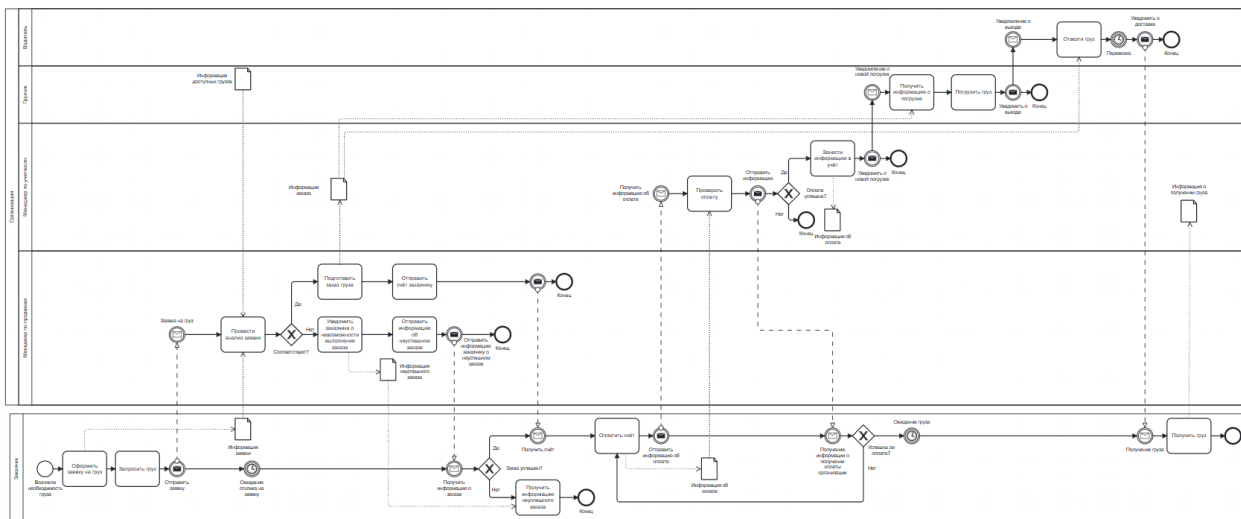 Организация
Водитель
Грузчик
Менеджер по учетности
Менеджер по продажам
Заказчик
Уведомление о
выезде
Отвезти груз
Перевозка
Уведомить о
доставке
Конец
Информация
доступных грузов
Уведомление о
новой погрузке
Получить
информацию о
погрузке
Погрузить груз
Уведомить о
выезде
Конец
Информация
заказа
Получить
информацию об
оплате
Проверить
оплату
Отправить
информацию
Да
Нет
Оплата
успешна?
Занести
информацию в
учёт
Уведомить о
новой погрузке
Конец
Конец
Информация об
оплате
Информация о
получении груза
Заявка на груз
Провести
анализ заявки
Соответствует?
Да
Нет
Подготовить
заказ груза
Отправить
счёт заказчику
Конец
Уведомить
заказчика о
невозможности
выполнения
заказа
Отправить
информацию
об
неуспешном
заказе
Отправить
информацию
заказчику о
неуспешном
заказе
Конец
Информация
неуспешного
заказа
Возникла
необходимость
груза
Оформить
заявку на груз
Запросить груз
Отправить
заявку
Информация
заявки
Ожидание
отклика на
заявку
Получить
информацию о
заказе
Заказ успешен?
Да
Нет
Получить счёт
Получить
информацию
неуспешного
заказа
Конец
Оплатить счёт
Отправить
информацию об
оплате
Информация об
оплате
Получение
информации о
получении
оплаты
организации
Успешна ли
оплата?
Нет
Ожидание груза
Получение груза
Получить груз
Конец